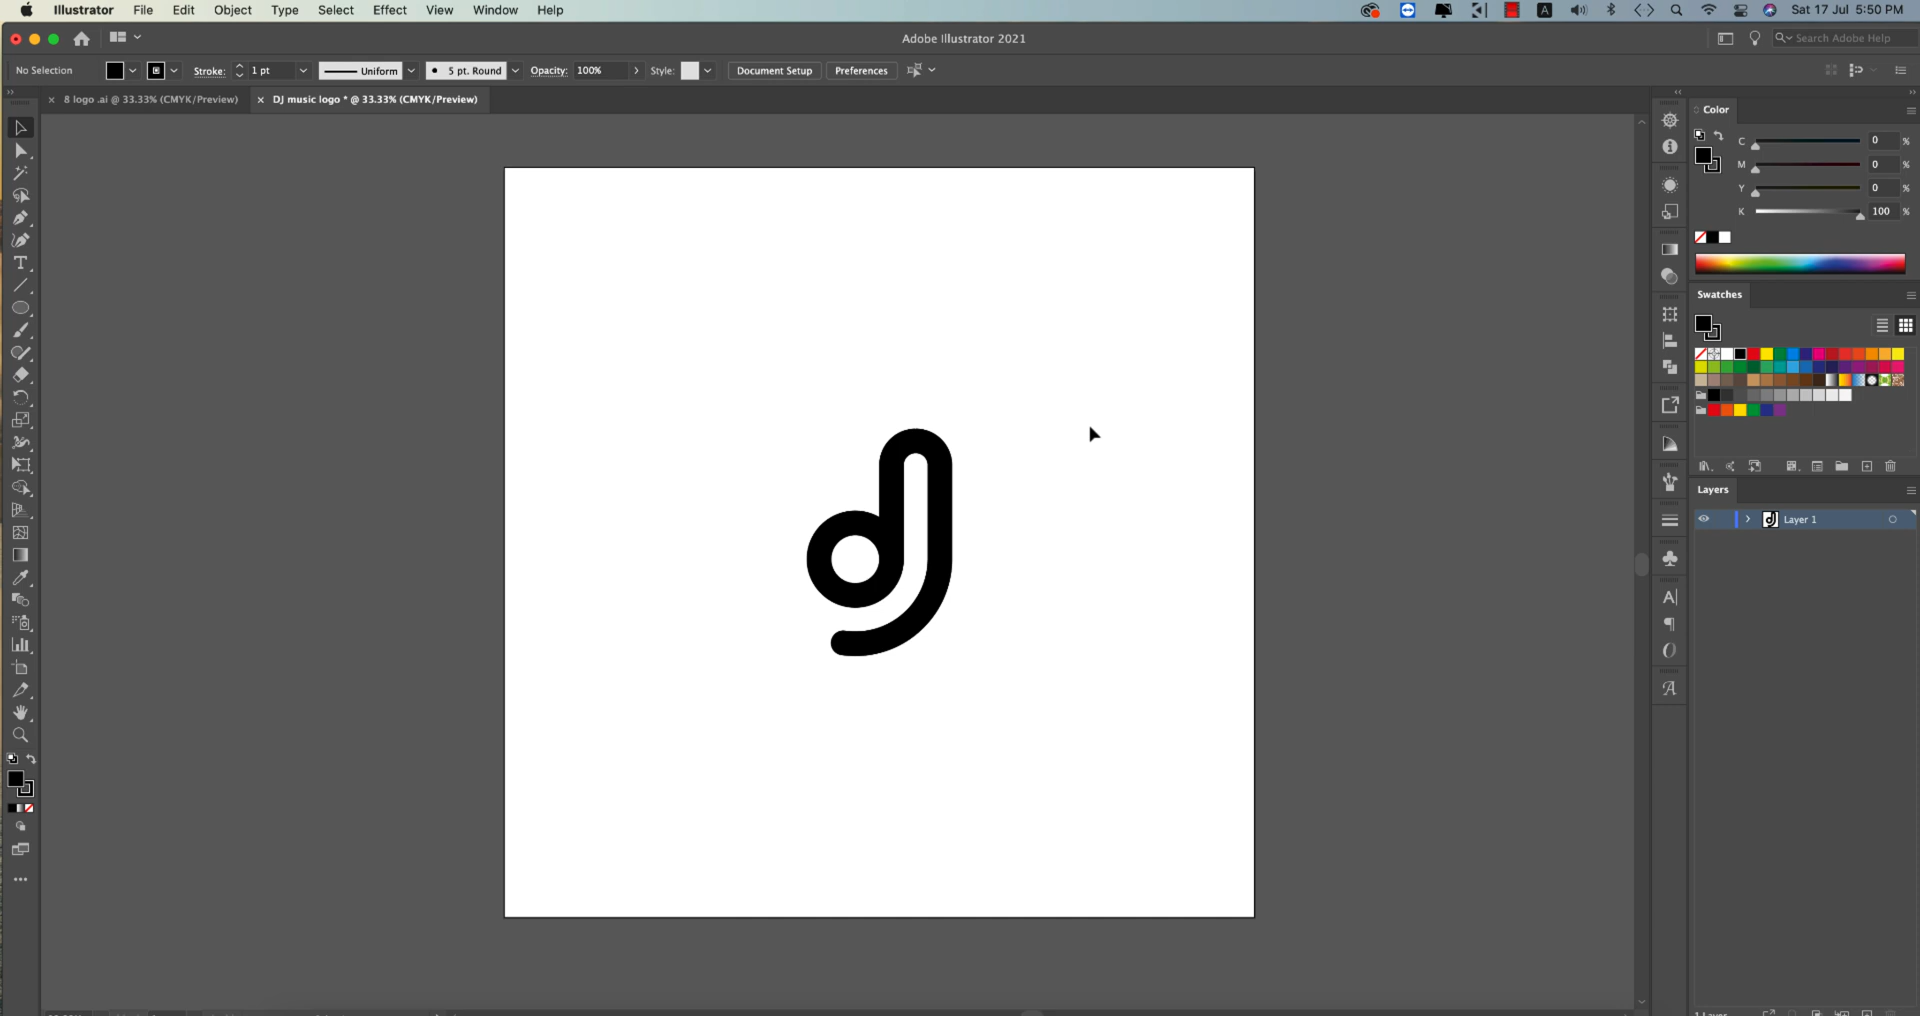 Illustrator File Edit Object Type Select Effect View Window Help
A
Sat 17 Jul 5:50 PM
Adobe Illustrator 2021
Search Adobe Help
No Selection
Stroke: 1 pt
Uniform
5 pt. Round
Opacity: 100%
Style:
Document Setup
Preferences
8 logo .ai @ 33.33% (CMYK/Preview)
DJ music logo * @ 33.33% (CMYK/Preview)
Color
C 0 %
M 0 %
Y 0 %
K 100 %
Swatches
Layers
Layer 1